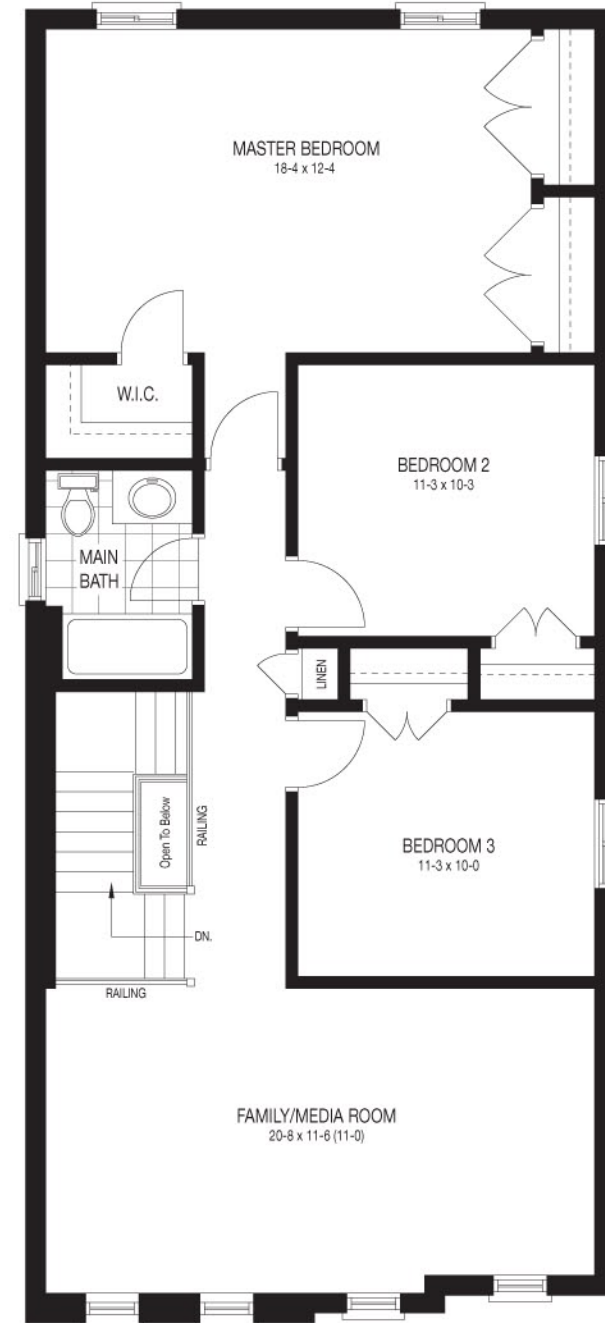 MASTER BEDROOM
18-4 x 12-4
W.I.C.
BEDROOM 2
11-3 x 10-3
MAIN
BATH
LINEN
Open To Below
RAILING
BEDROOM 3
11-3 x 10-0
DN.
RAILING
FAMILY/MEDIA ROOM
20-8 x 11-6 (11-0)